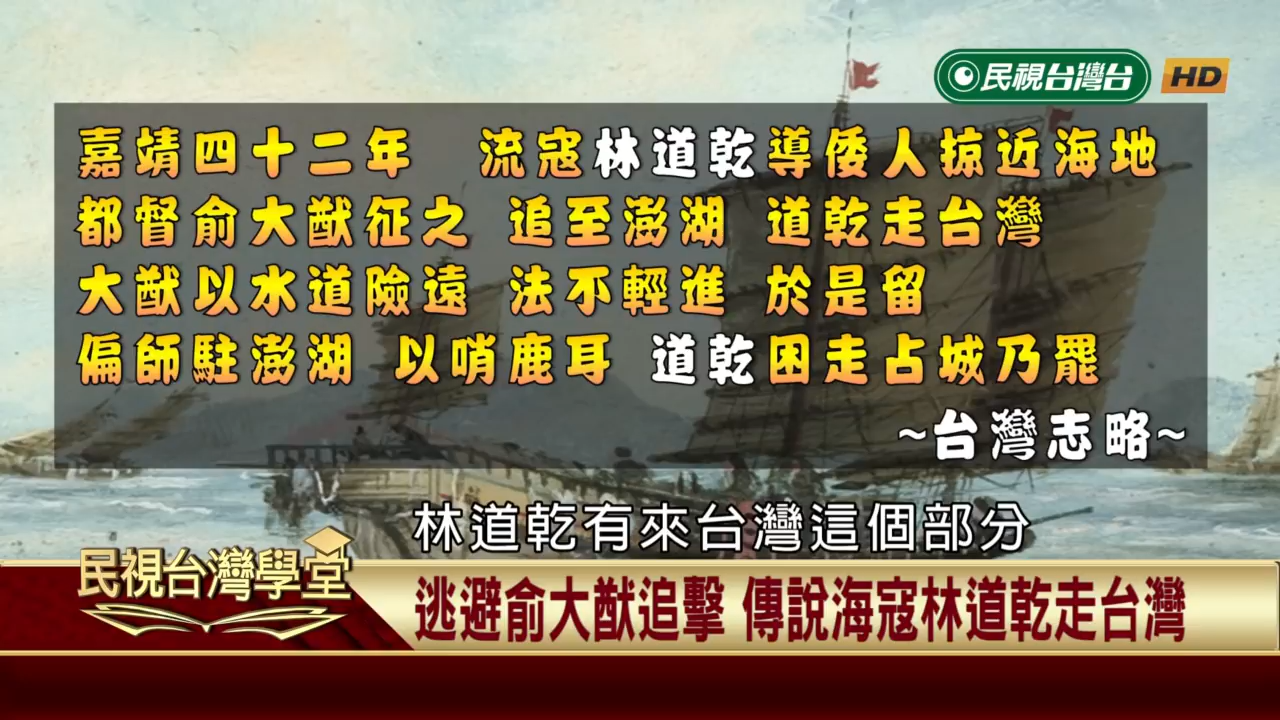 民視台灣台 HD
嘉靖四十二年 流寇林道乾導倭人掠近海地
都督俞大猷征之 追至澎湖 道乾走台灣
大猷以水道險遠 法不輕進 於是留
偏師駐澎湖 以哨鹿耳 道乾困走占城乃罷
~台灣志略~
林道乾有來台灣這個部分
民視台灣學堂
逃避俞大猷追擊 傳說海寇林道乾走台灣